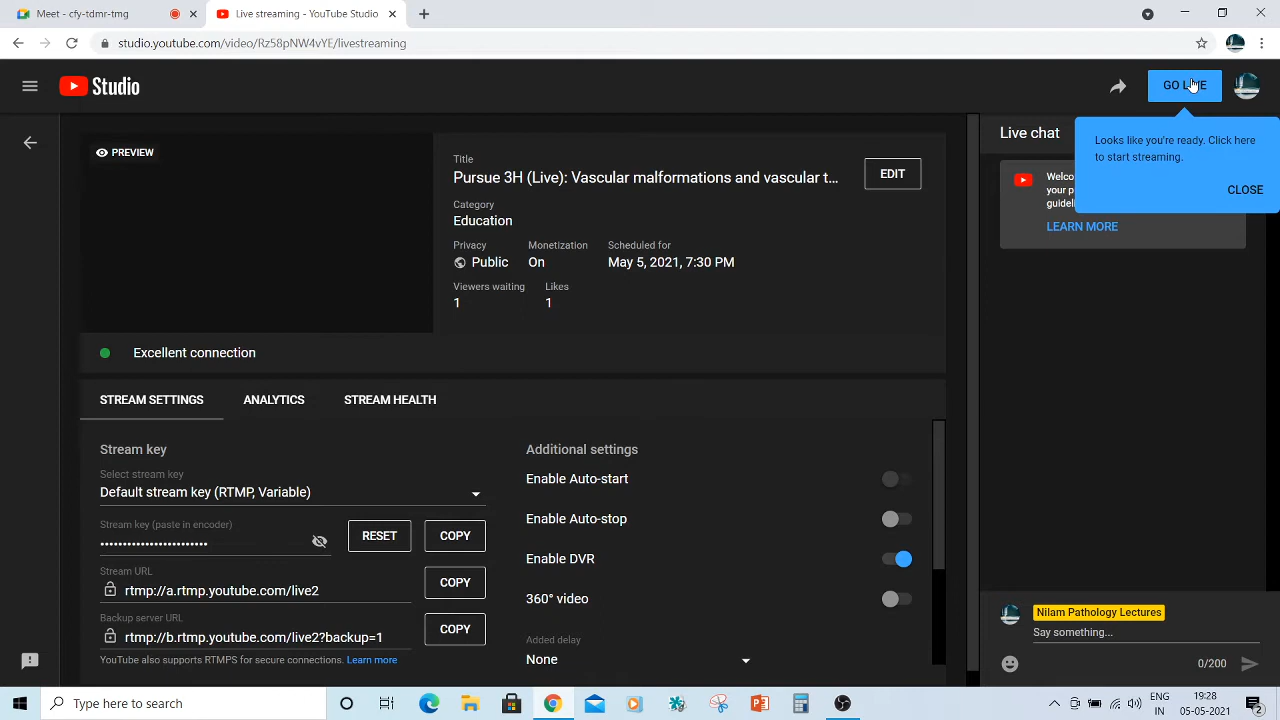 Meet - cfy-tdmr-tmg
Live streaming - YouTube Studio
studio.youtube.com/video/Rz58pNW4vYE/livestreaming
Studio
GO LIVE
PREVIEW
Title
Pursue 3H (Live): Vascular malformations and vascular t...
EDIT
Category
Education
Privacy
Monetization
Scheduled for
Public
On
May 5, 2021, 7:30 PM
Viewers waiting
Likes
1
1
Excellent connection
Live chat
Looks like you're ready. Click here
to start streaming.
CLOSE
your p
LEARN MORE
STREAM SETTINGS
ANALYTICS
STREAM HEALTH
Stream key
Select stream key
Default stream key (RTMP, Variable)
Stream key (paste in encoder)
RESET
COPY
Stream URL
rtmp://a.rtmp.youtube.com/live2
COPY
Backup server URL
rtmp://b.rtmp.youtube.com/live2?backup=1
COPY
YouTube also supports RTMPS for secure connections. Learn more
Additional settings
Enable Auto-start
Enable Auto-stop
Enable DVR
360° video
Added delay
None
Nilam Pathology Lectures
Say something...
0/200
Type here to search
ENG
IN
19:28
05-05-2021
2